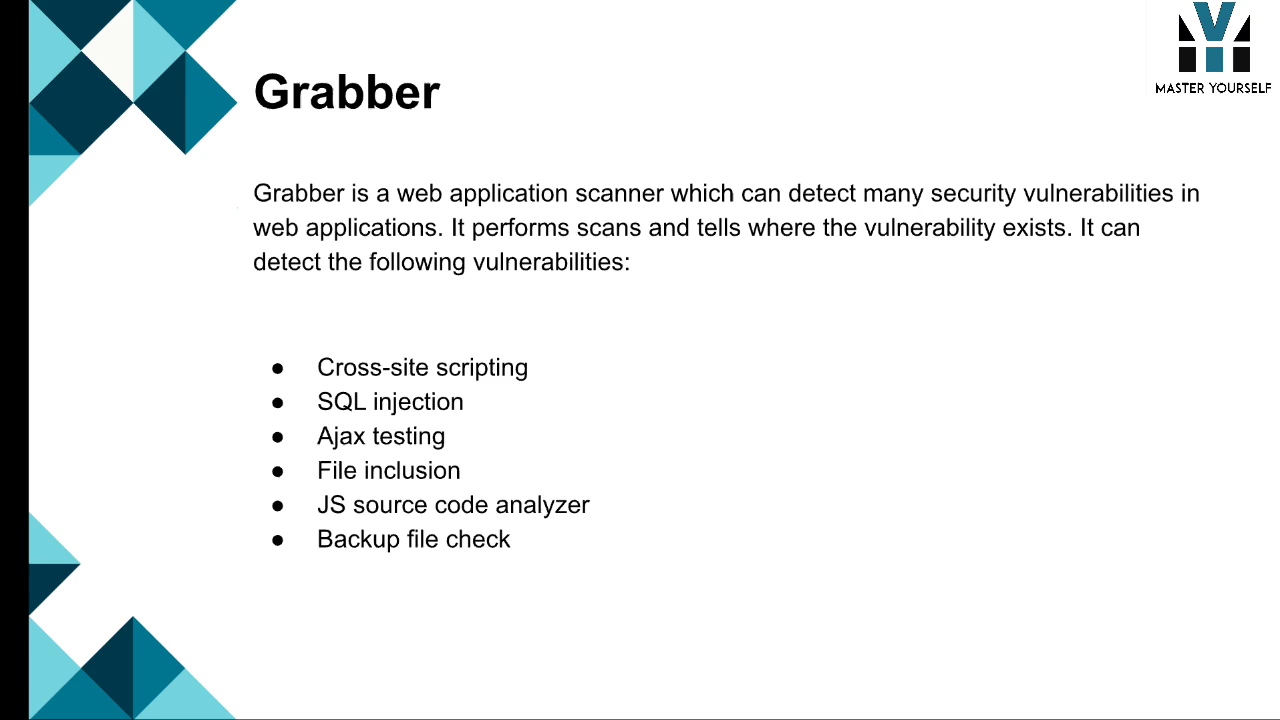 MASTER YOURSELF
Grabber
Grabber is a web application scanner which can detect many security vulnerabilities in
web applications. It performs scans and tells where the vulnerability exists. It can
detect the following vulnerabilities:
● Cross-site scripting
● SQL injection
● Ajax testing
● File inclusion
● JS source code analyzer
● Backup file check